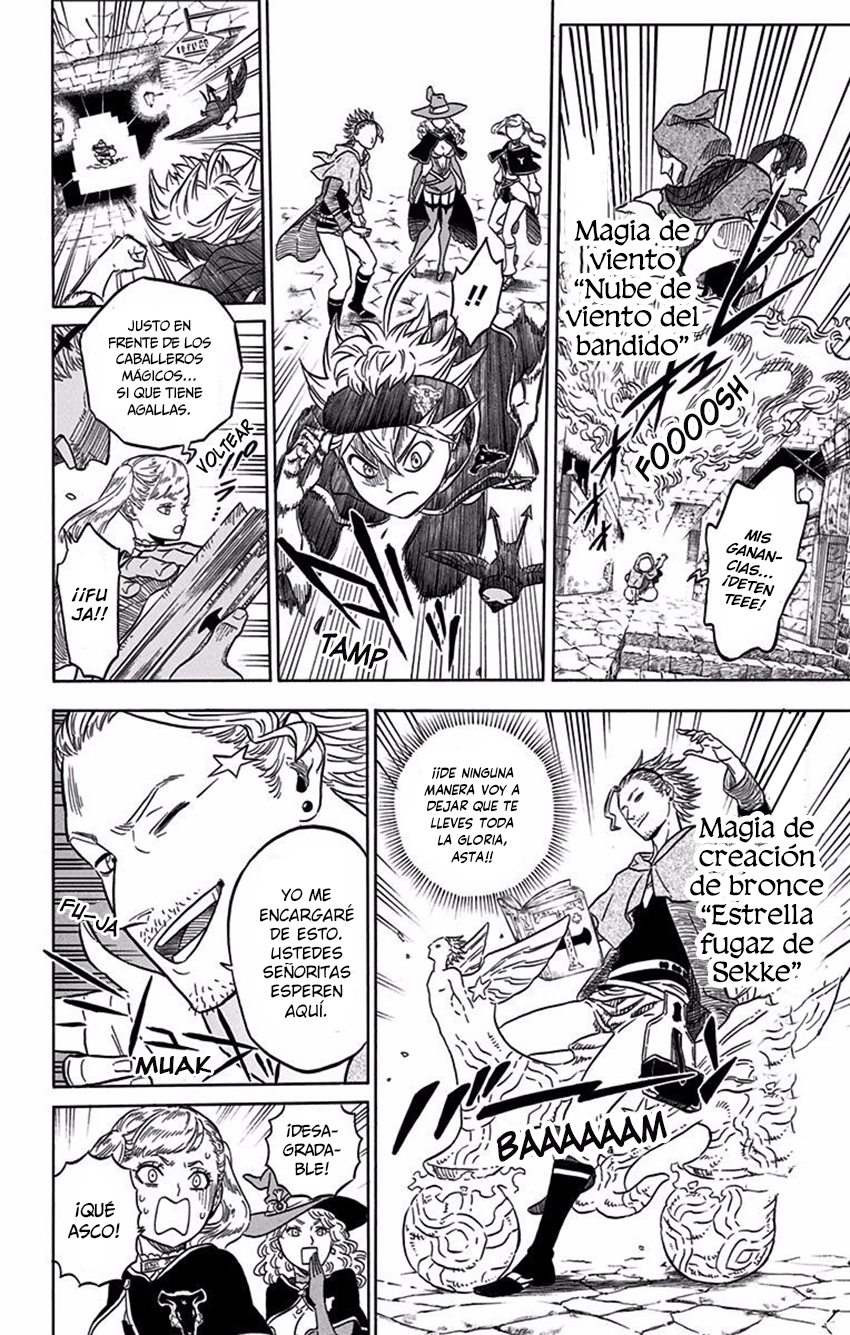 Magia de
viento
“Nube de
viento del
bandido”
FOOOOSH
MIS
GANAN-
CIAS...
¡DETEN
TEEE!
!!
TAMP
JUSTO EN
FRENTE DE LOS
CABALLEROS
MÁGICOS...
SI QUE TIENE
AGALLAS.
VOLTEAR
¡¡FU
JA!!
¡¡DE NINGUNA
MANERA VOY A
DEJAR QUE TE
LLEVES TODA
LA GLORIA,
ASTA!!
Magia de
creación
de bronce
“Estrella
fugaz de
Sekke”
BAAAAAAM
FU-JA
YO ME
ENCARGARÉ
DE ESTO.
USTEDES
SEÑORITAS
ESPEREN
AQUÍ.
MUAK
¡DESA-
GRADA-
BLE!
¡QUÉ
ASCO!